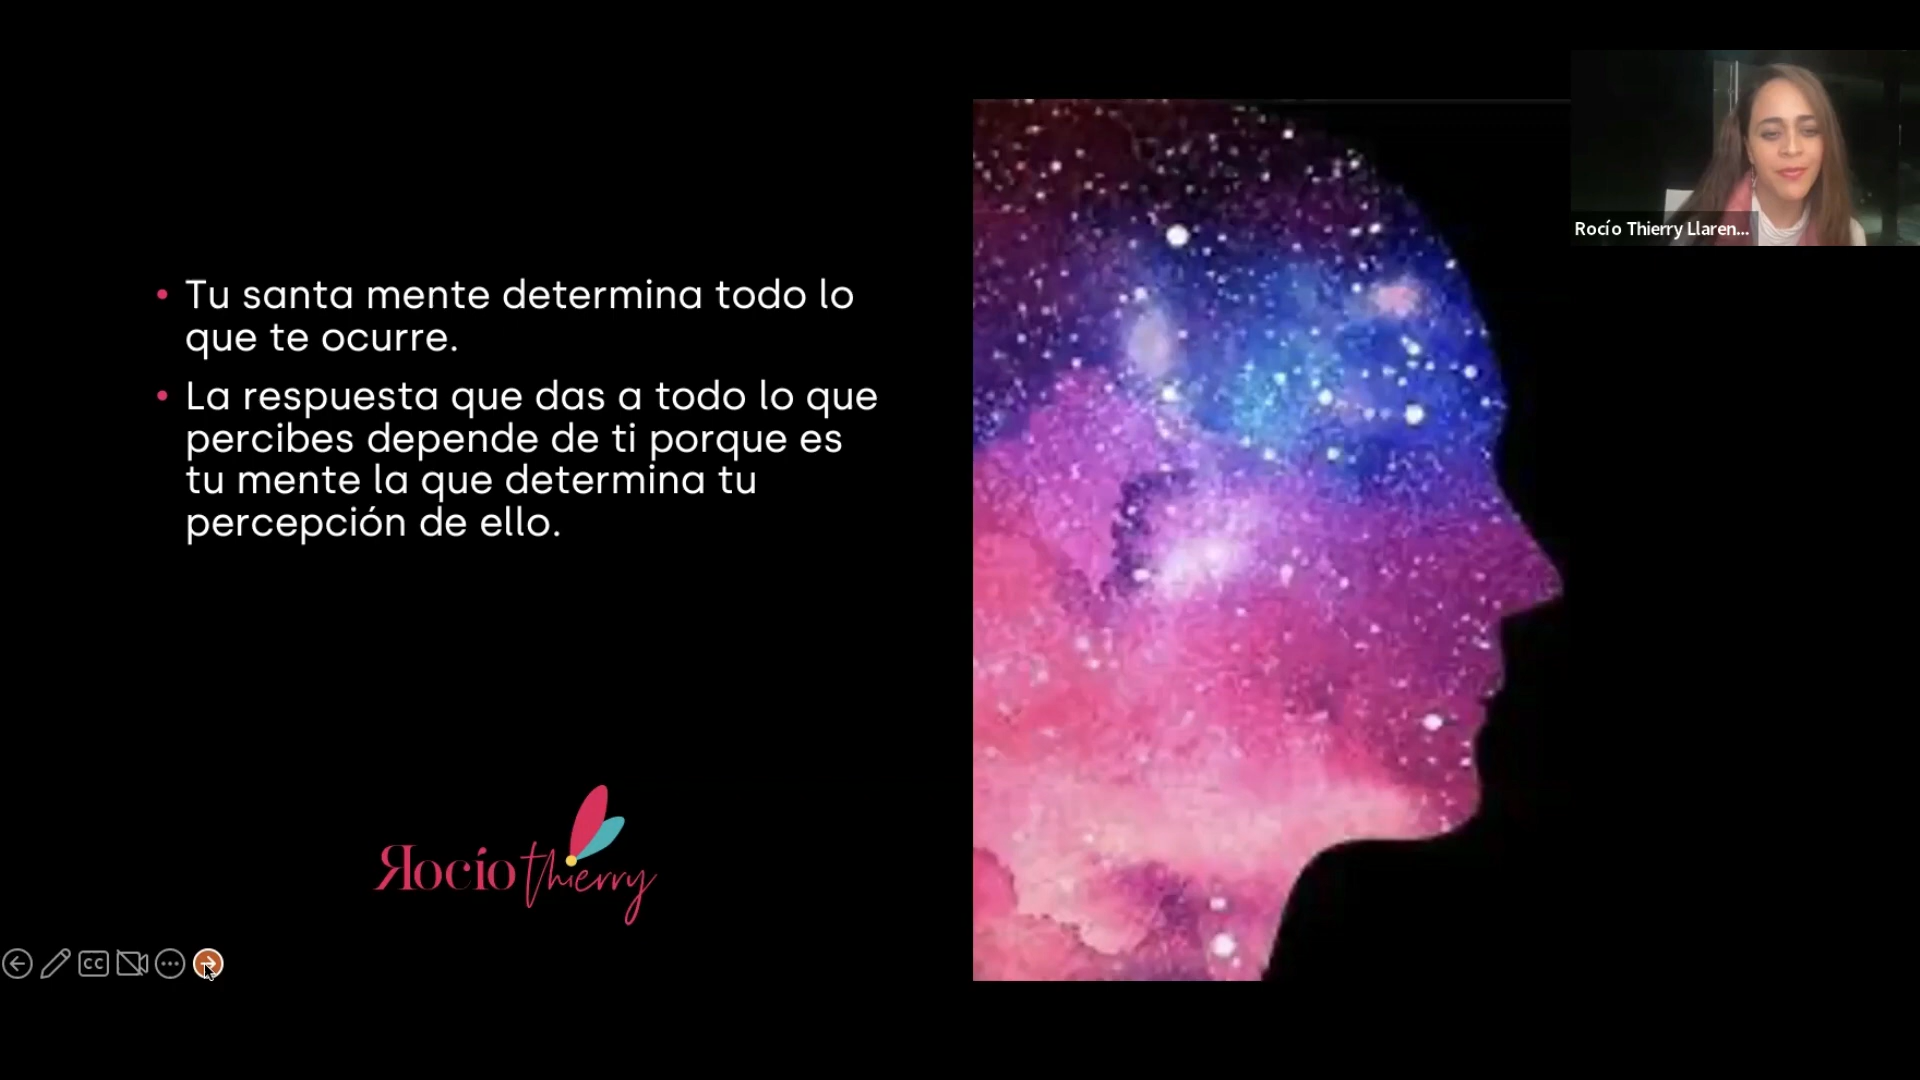 Rocío Thierry Llaren...
• Tu santa mente determina todo lo
que te ocurre.
• La respuesta que das a todo lo que
percibes depende de ti porque es
tu mente la que determina tu
percepción de ello.
Rocío thierry
CC